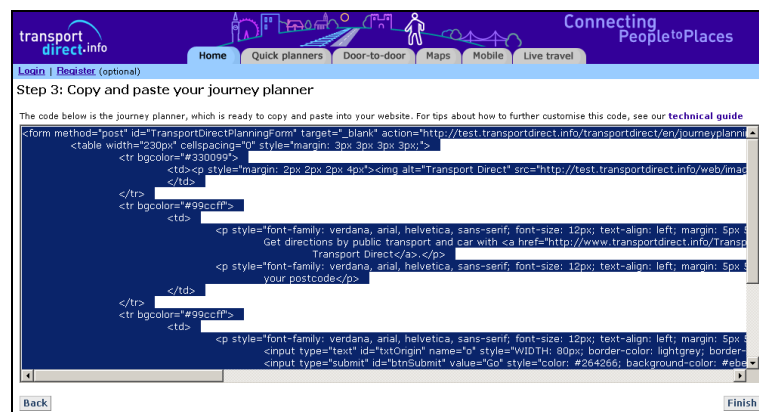 transport
direct.info
Connecting
People to Places
Home
Quick planners
Door-to-door
Maps
Mobile
Live travel
Login | Register (optional)
Step 3: Copy and paste your journey planner
The code below is the journey planner, which is ready to copy and paste into your website. For tips about how to further customise this code, see our technical guide
<form method="post" id="TransportDirectPlanningForm" target="_blank" action="http://test.transportdirect.info/transportdirect/en/journeyplanni
<table width="230px" cellspacing="0" style="margin: 3px 3px 3px 3px;">
<tr bgcolor="#330099">
<td><p style="margin: 2px 2px 2px 4px"><img alt="Transport Direct" src="http://test.transportdirect.info/web/imag
</td>
</tr>
<tr bgcolor="#99ccff">
<td>
<p style="font-family: verdana, arial, helvetica, sans-serif; font-size: 12px; text-align: left; margin: 5px 5
Get directions by public transport and car with <a href="http://www.transportdirect.info/Transp
Transport Direct</a>.</p>
<p style="font-family: verdana, arial, helvetica, sans-serif; font-size: 12px; text-align: left; margin: 5px 5
your postcode</p>
</td>
</tr>
<tr bgcolor="#99ccff">
<td>
<p style="font-family: verdana, arial, helvetica, sans-serif; font-size: 12px; text-align: left; margin: 5px 5
<input type="text" id="txtOrigin" name="o" style="WIDTH: 80px; border-color: lightgrey; border-
<input type="submit" id="btnSubmit" value="Go" style="color: #264266; background-color: #ebe
Back
Finish